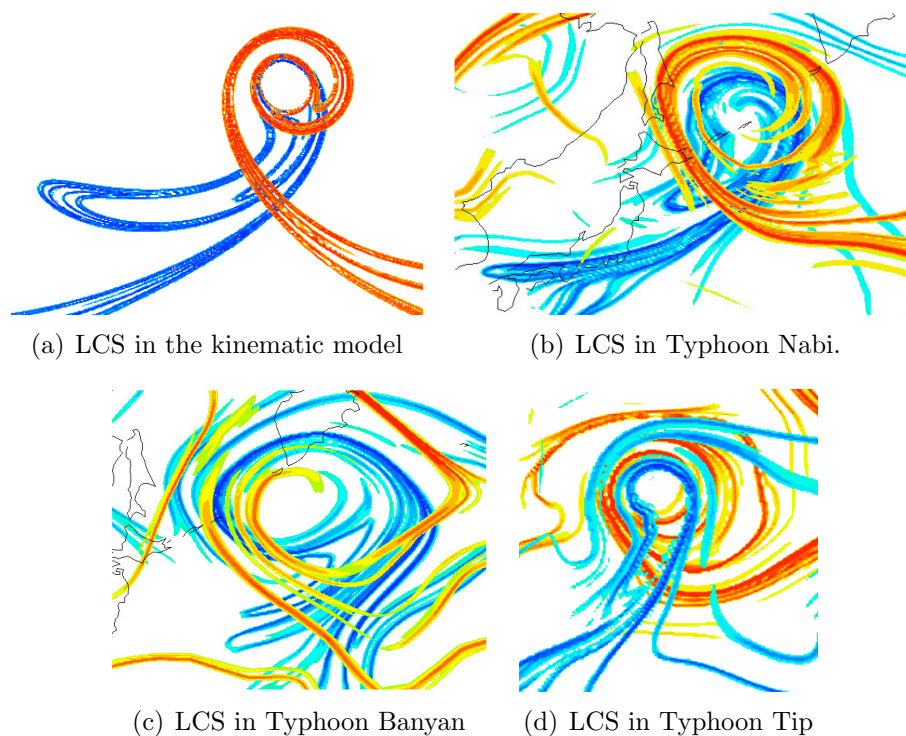 (a) LCS in the kinematic model
(b) LCS in Typhoon Nabi.
(c) LCS in Typhoon Banyan
(d) LCS in Typhoon Tip